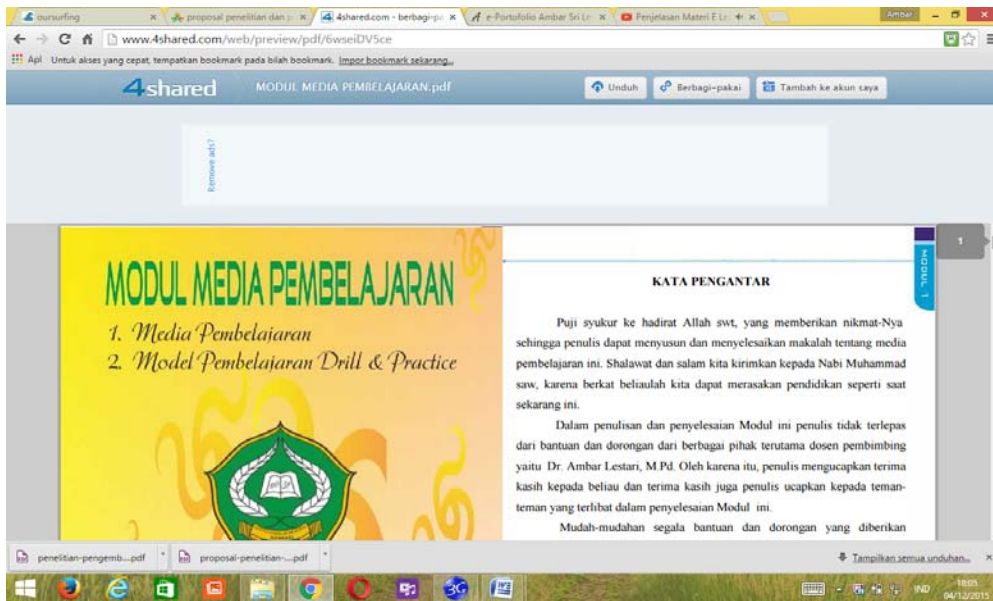 oursurfing
proposal penelitian dan p
4shared.com - berbagi-pa
e-Portofolio Ambar Sri Le
Penjelasan Materi E
Ambar
www.4shared.com/web/preview/pdf/6wseiDV5ce
Apl Untuk akses yang cepat, tempatkan bookmark pada bilah bookmark. Impor bookmark sekarang...
4shared
MODUL MEDIA PEMBELAJARAN.pdf
Unduh
Berbagi-pakai
Tambah ke akun saya
Remove ads?
1
MODUL MEDIA PEMBELAJARAN
1. Media Pembelajaran
2. Model Pembelajaran Drill & Practice
MODUL 1
KATA PENGANTAR
Puji syukur ke hadirat Allah swt, yang memberikan nikmat-Nya
sehingga penulis dapat menyusun dan menyelesaikan makalah tentang media
pembelajaran ini. Shalawat dan salam kita kirimkan kepada Nabi Muhammad
saw, karena berkat beliaulah kita dapat merasakan pendidikan seperti saat
sekarang ini.
Dalam penulisan dan penyelesaian Modul ini penulis tidak terlepas
dari bantuan dan dorongan dari berbagai pihak terutama dosen pembimbing
yaitu Dr. Ambar Lestari, M.Pd. Oleh karena itu, penulis mengucapkan terima
kasih kepada beliau dan terima kasih juga penulis ucapkan kepada teman-
teman yang terlibat dalam penyelesaian Modul ini.
Mudah-mudahan segala bantuan dan dorongan yang diberikan
penelitian-pengemb....pdf
proposal-penelitian-....pdf
Tampilkan semua unduhan...
3G
IND
18:05
04/12/2015